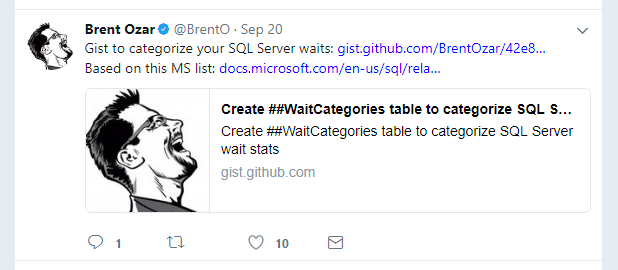 Brent Ozar @BrentO · Sep 20
Gist to categorize your SQL Server waits: gist.github.com/BrentOzar/42e8...
Based on this MS list: docs.microsoft.com/en-us/sql/rela...
Create ##WaitCategories table to categorize SQL S...
Create ##WaitCategories table to categorize SQL Server
wait stats
gist.github.com
1 10